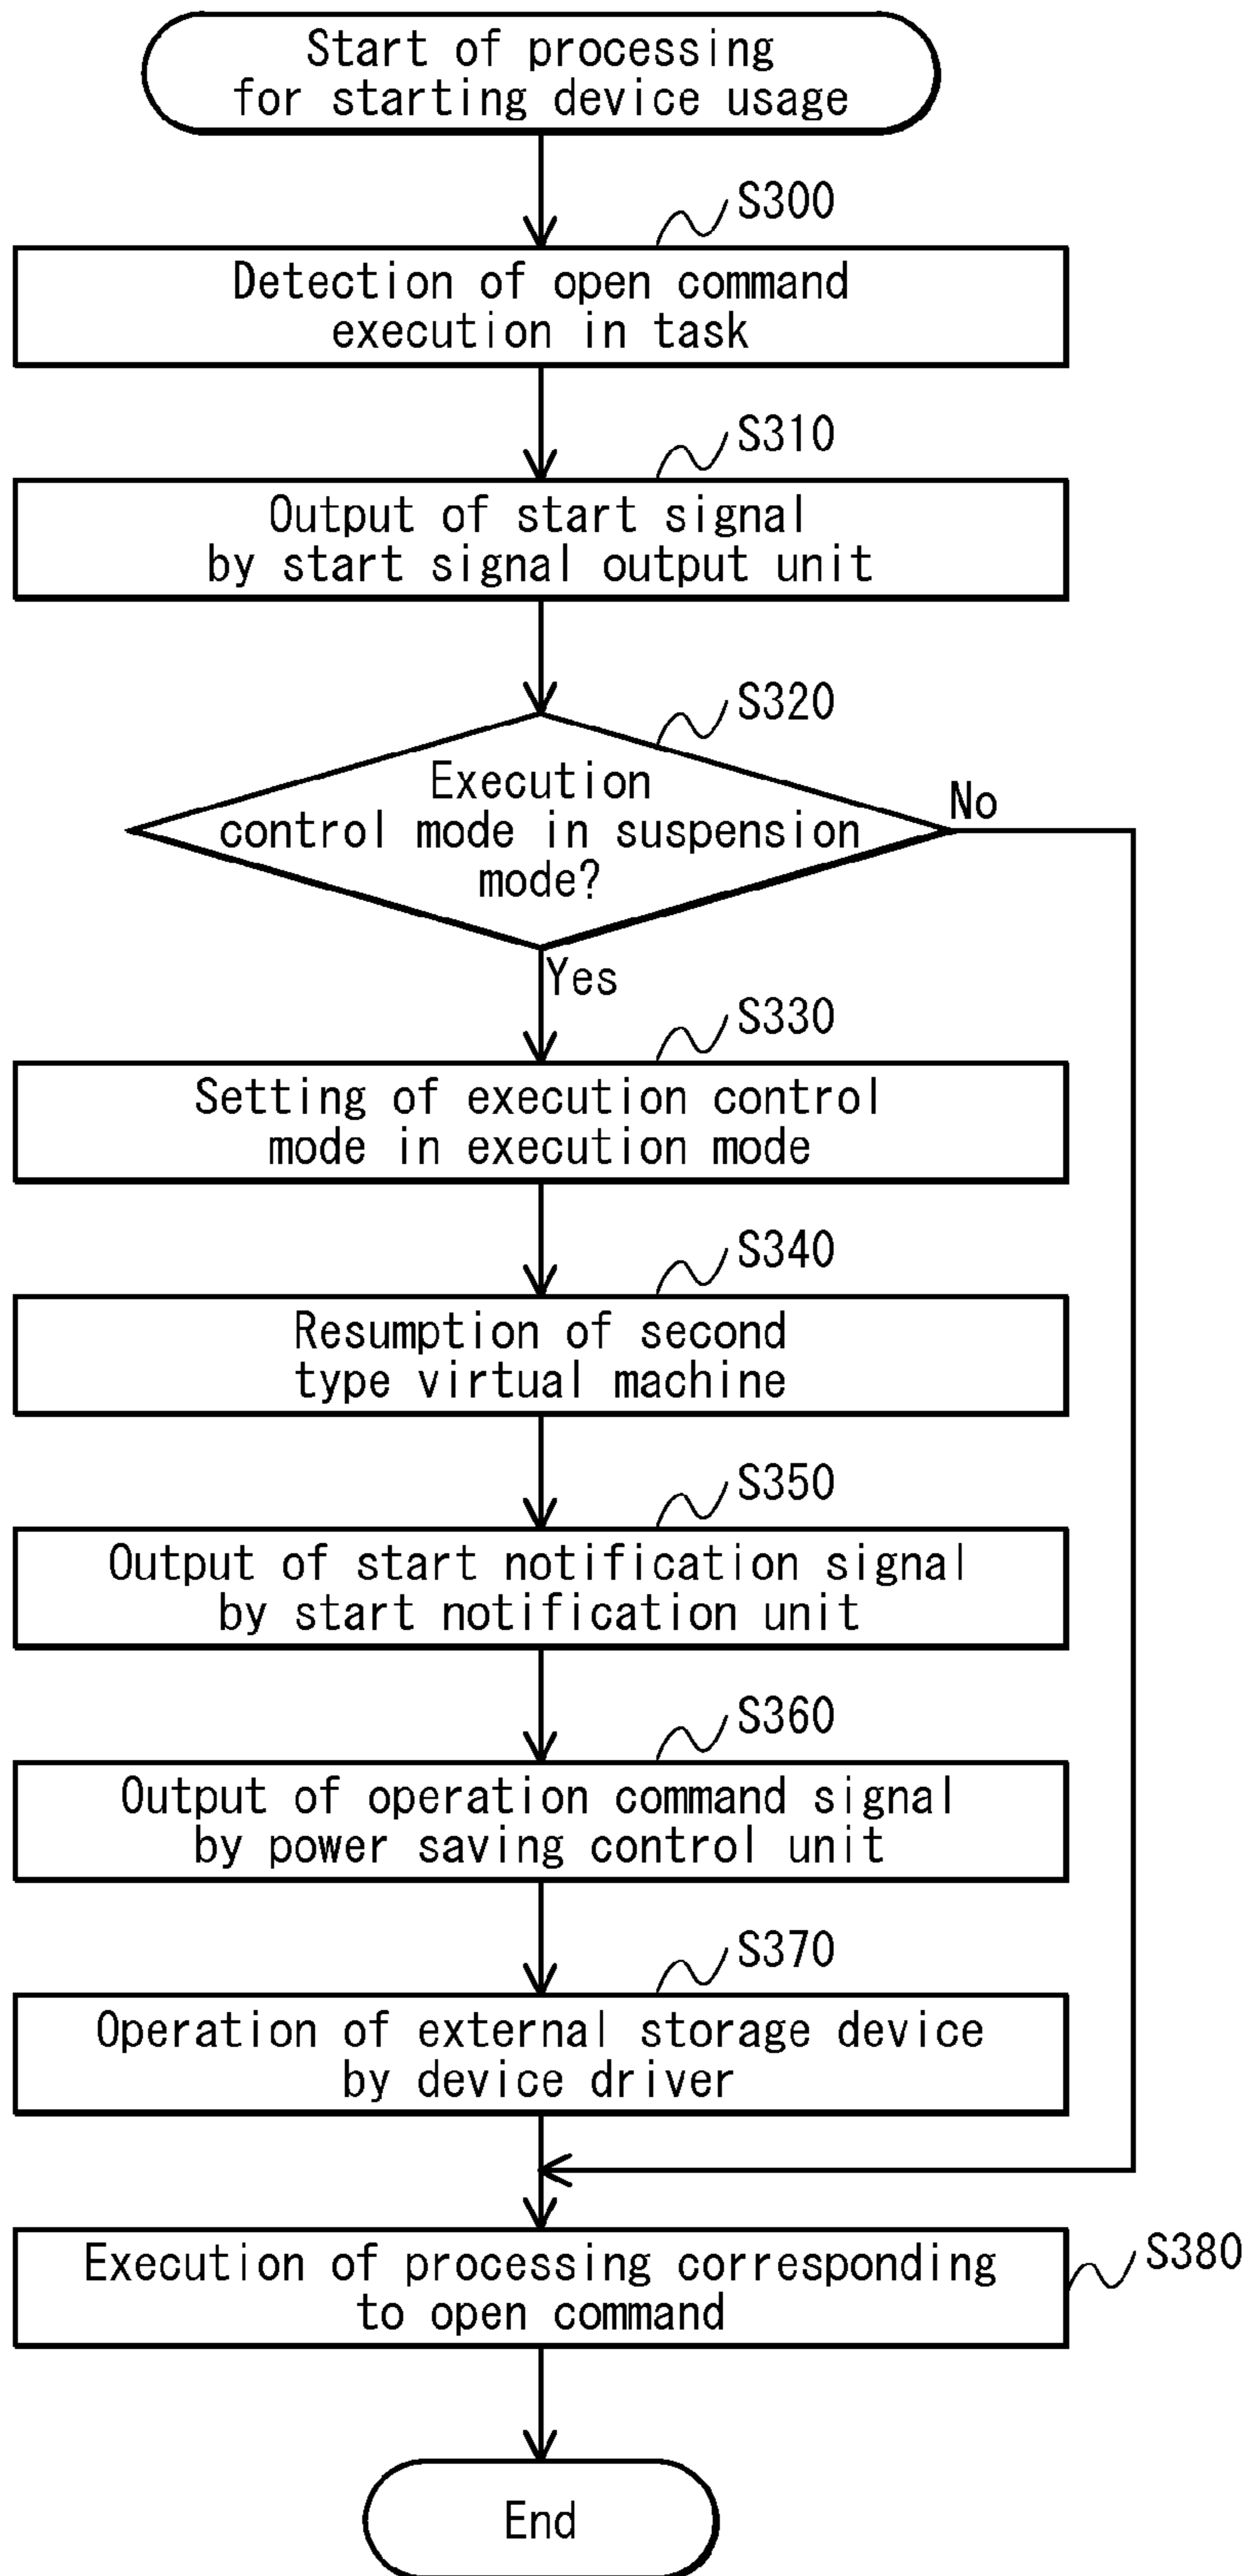 Start of processing
for starting device usage
S300
Detection of open command
execution in task
S310
Output of start signal
by start signal output unit
S320
Execution
control mode in suspension
mode?
No
Yes
S330
Setting of execution control
mode in execution mode
S340
Resumption of second
type virtual machine
S350
Output of start notification signal
by start notification unit
S360
Output of operation command signal
by power saving control unit
S370
Operation of external storage device
by device driver
S380
Execution of processing corresponding
to open command
End